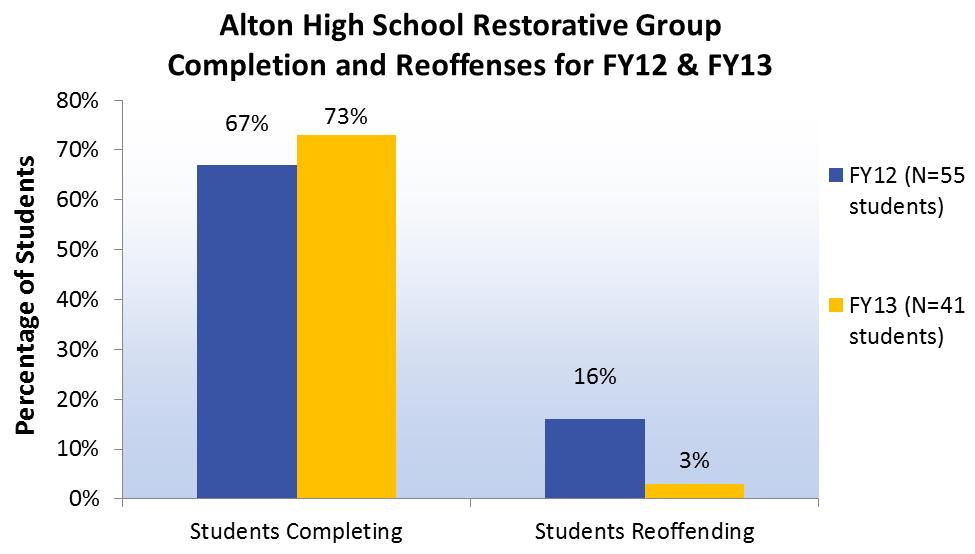 Alton High School Restorative Group
Completion and Reoffenses for FY12 & FY13
Percentage of Students
80%
70%
60%
50%
40%
30%
20%
10%
0%
67%
73%
16%
3%
Students Completing
Students Reoffending
FY12 (N=55
students)
FY13 (N=41
students)